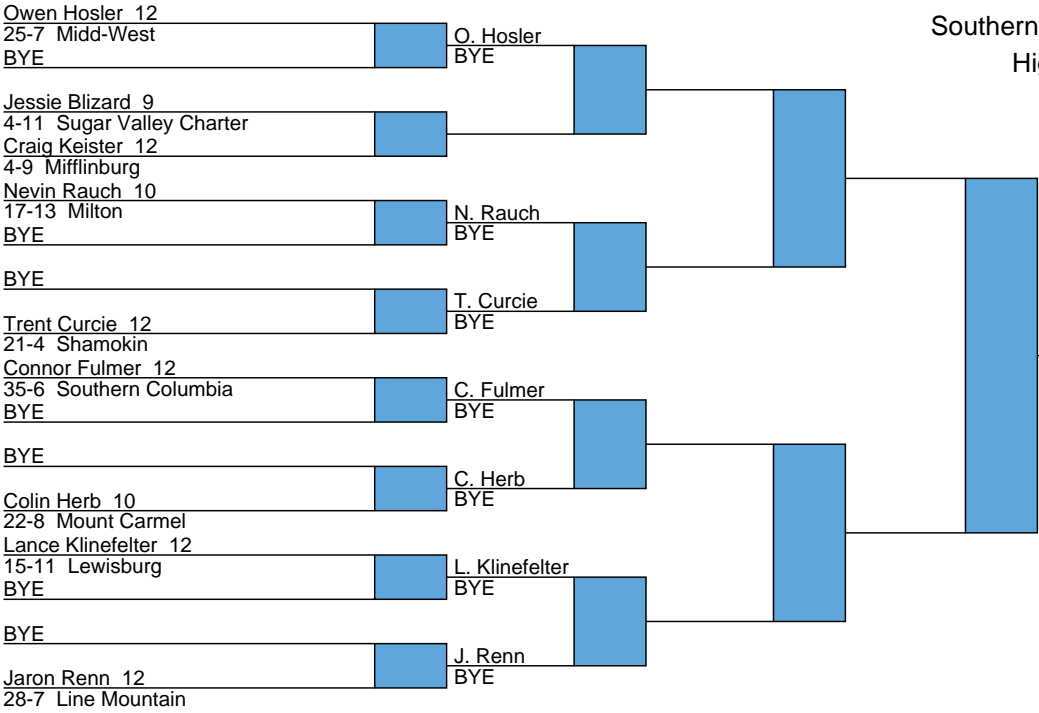 Owen Hosler 12
25-7 Midd-West
BYE
Jessie Blizard 9
4-11 Sugar Valley Charter
Craig Keister 12
4-9 Mifflinburg
Nevin Rauch 10
17-13 Milton
BYE
BYE
Trent Curcie 12
21-4 Shamokin
Connor Fulmer 12
35-6 Southern Columbia
BYE
BYE
Colin Herb 10
22-8 Mount Carmel
Lance Klinefelter 12
15-11 Lewisburg
BYE
BYE
Jaron Renn 12
28-7 Line Mountain
O. Hosler
BYE
N. Rauch
BYE
T. Curcie
BYE
C. Fulmer
BYE
C. Herb
BYE
L. Klinefelter
BYE
J. Renn
BYE
Southern